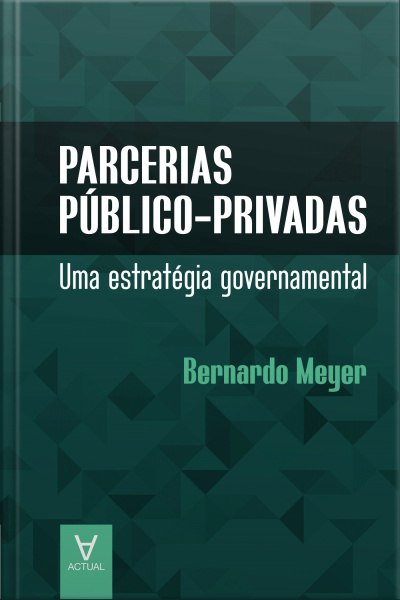 PARCERIAS
PÚBLICO-PRIVADAS
Uma estratégia governamental
Bernardo Meyer
ACTUAL